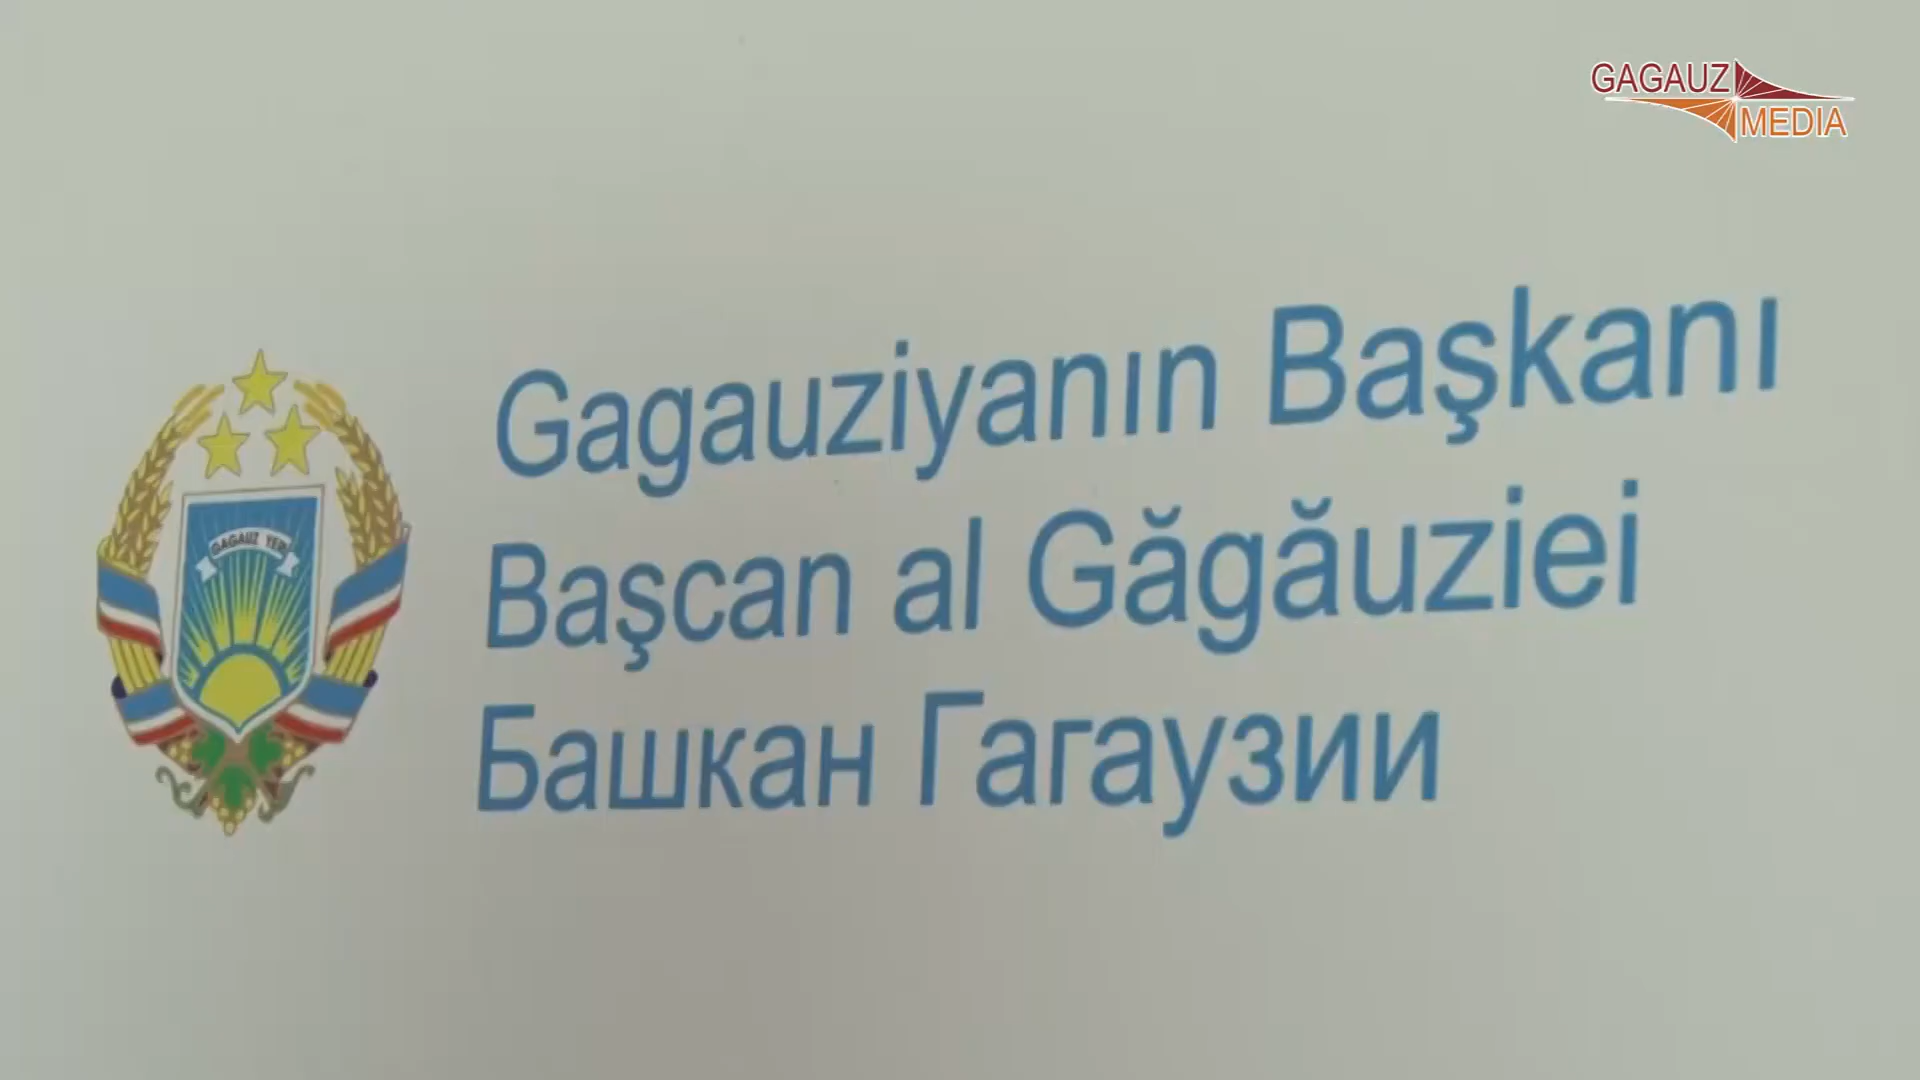 GAGAUZ
MEDIA
GAGAUZ YERİ
Gagauziyanın Başkanı
Başcan al Găgăuziei
Башкан Гагаузии